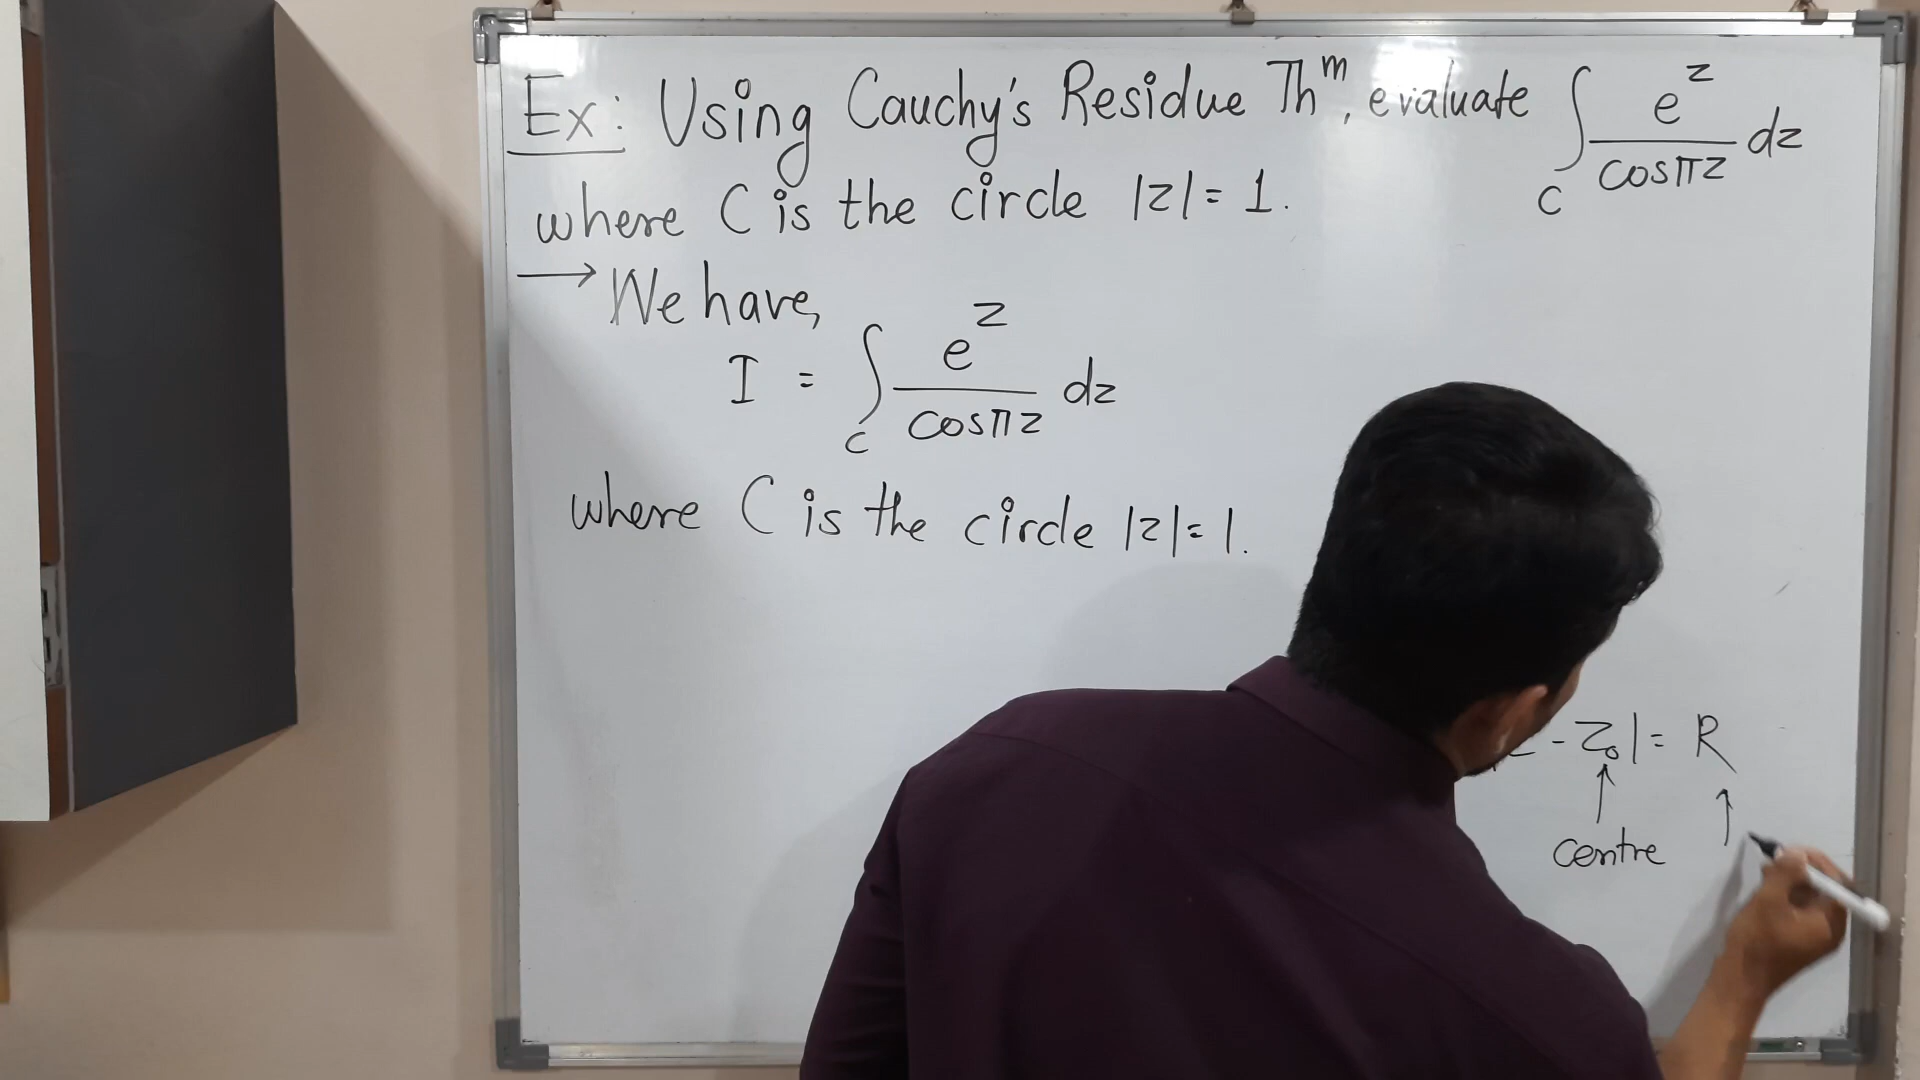 Ex: Using Cauchy's Residue Thᵐ, evaluate ∫_C e^z/cosπz dz
where C is the circle |z| = 1.
→ We have,
I = ∫_C e^z/cosπz dz
where C is the circle |z| = 1.
- z₀| = R
↑ ↑
centre